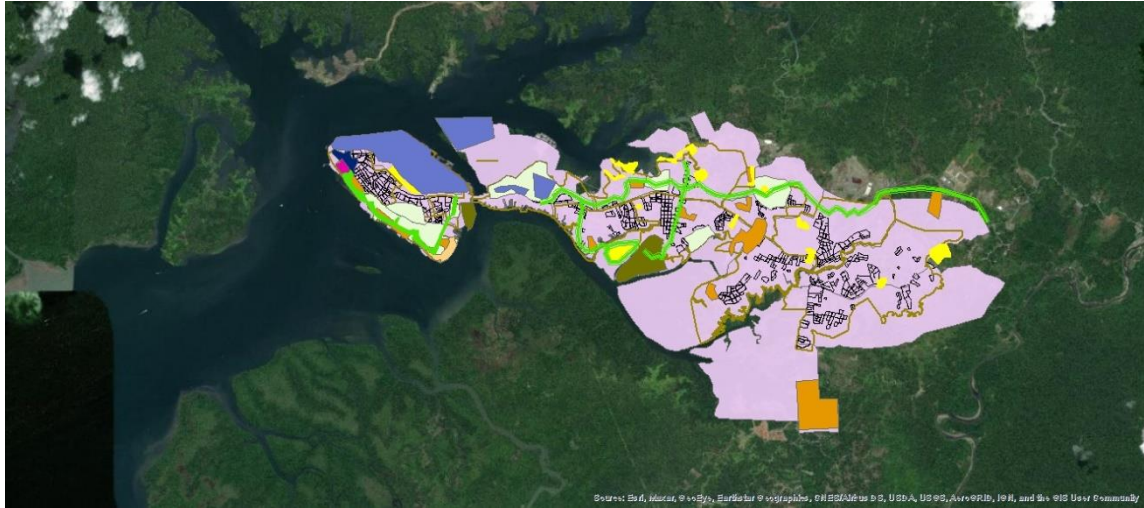 Source: Esri, Maxar, GeoEye, Earthstar Geographics, CNES/Airbus DS, USDA, USGS, AeroGRID, IGN, and the GIS User Community